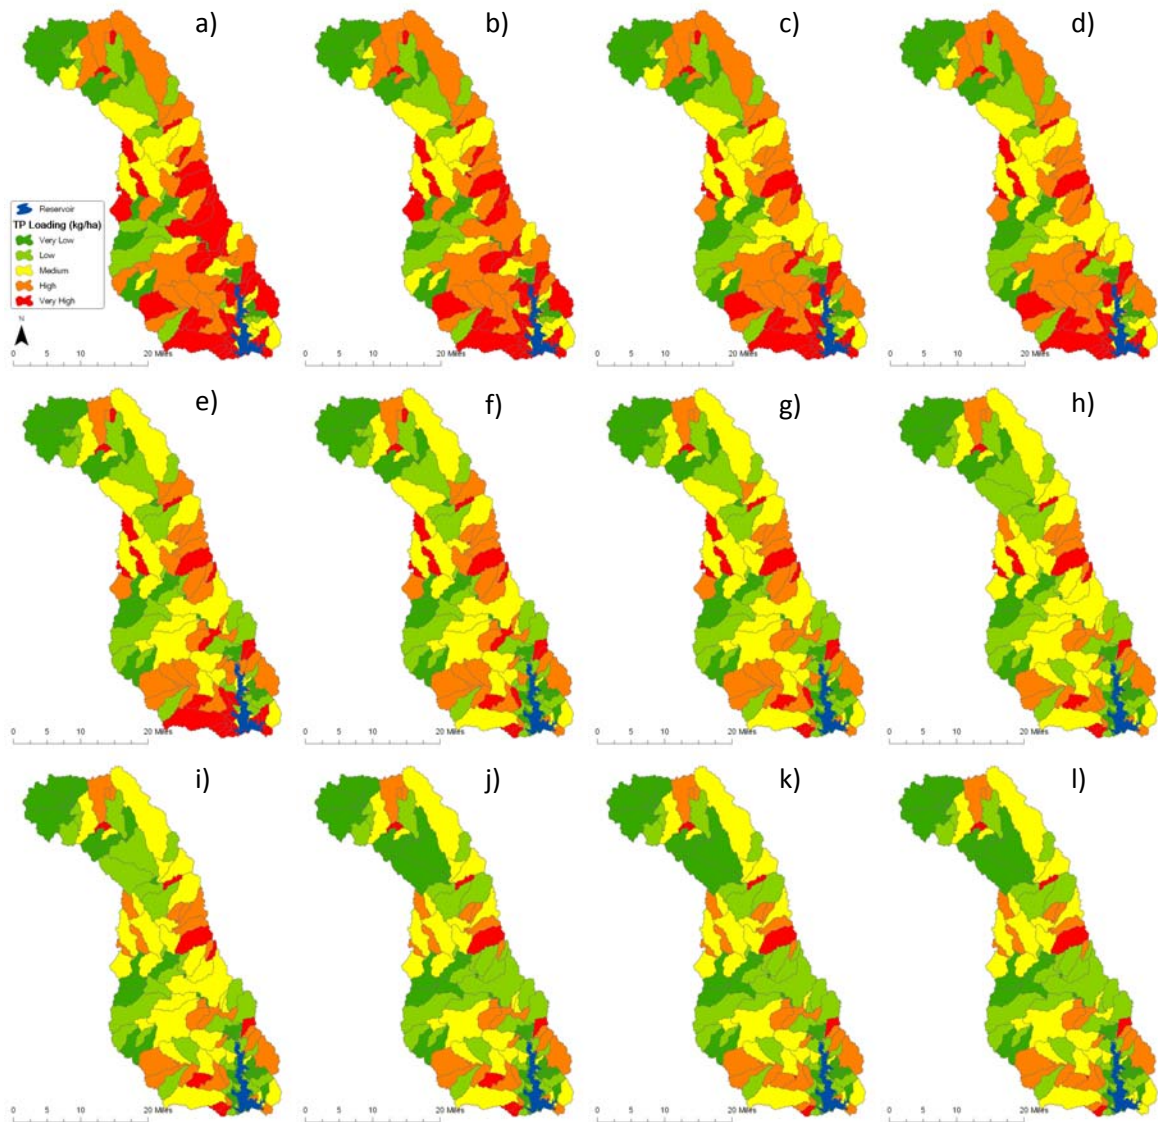 a)
b)
c)
d)
Reservoir
TP Loading (kg/ha)
Very Low
Low
Medium
High
Very High
N
0 5 10 20 Miles
0 5 10 20 Miles
0 5 10 20 Miles
0 5 10 20 Miles
e)
f)
g)
h)
0 5 10 20 Miles
0 5 10 20 Miles
0 5 10 20 Miles
0 5 10 20 Miles
i)
j)
k)
l)
0 5 10 20 Miles
0 5 10 20 Miles
0 5 10 20 Miles
0 5 10 20 Miles